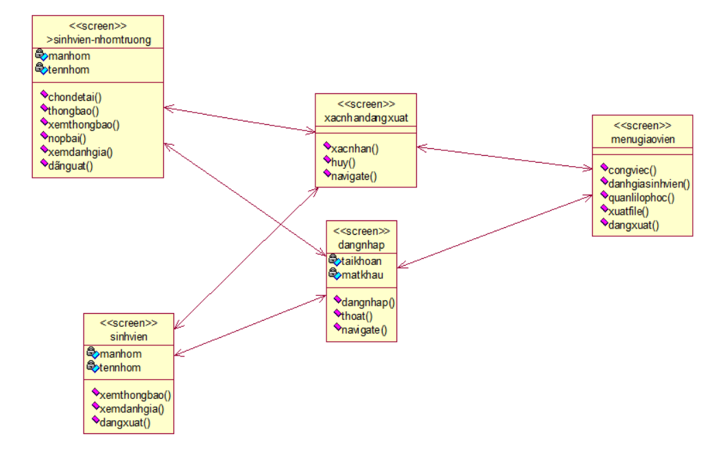 <<screen>>
>sinhvien-nhomtruong
manhom
tennhom
chondetai()
thongbao()
xemthongbao()
nopbai()
xemdanhgia()
dãnguat()
<<screen>>
xacnhandangxuat
xacnhan()
huy()
navigate()
<<screen>>
menugiaovien
congviec()
danhgiasinhvien()
quanlilophoc()
xuatfile()
dangxuat()
<<screen>>
dangnhap
taikhoan
matkhau
dangnhap()
thoat()
navigate()
<<screen>>
sinhvien
manhom
tennhom
xemthongbao()
xemdanhgia()
dangxuat()